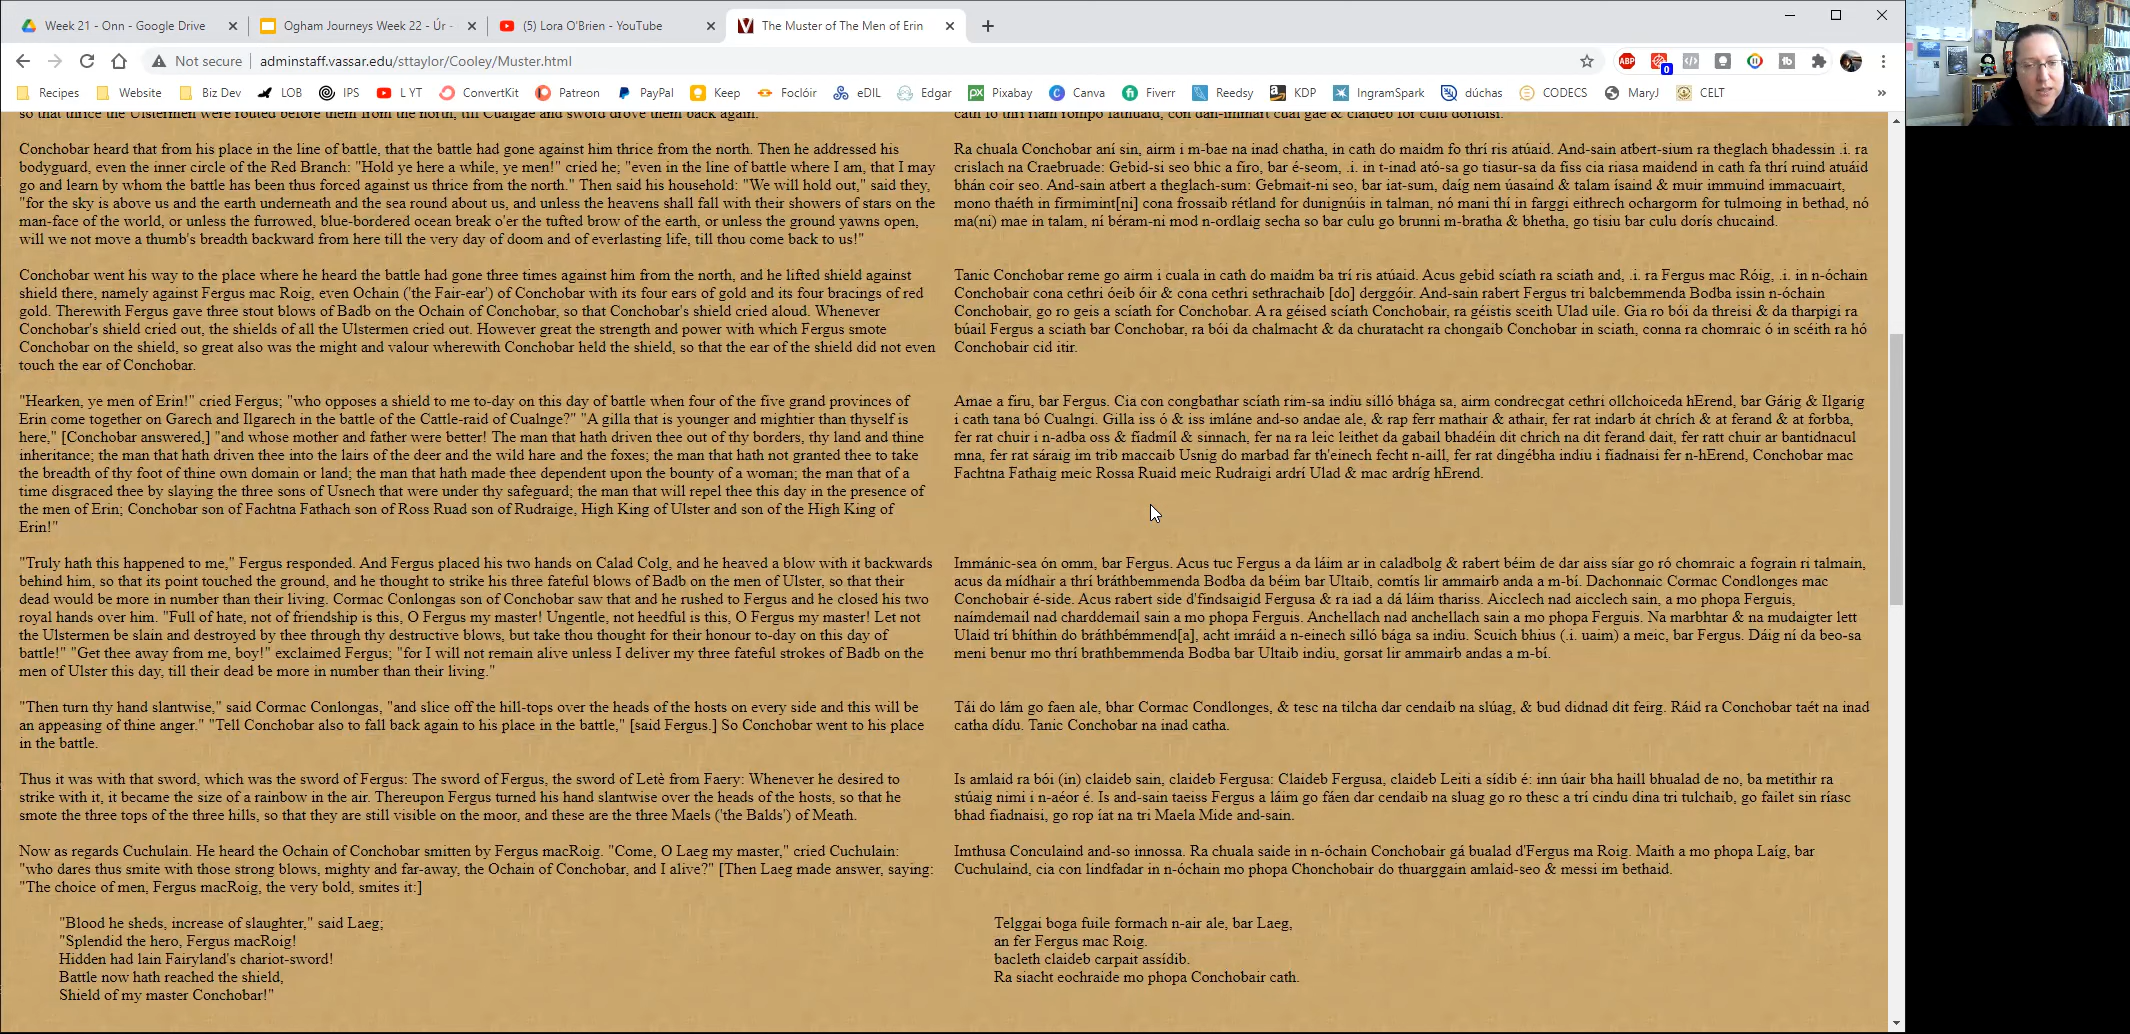 Week 21 - Onn - Google Drive
Ogham Journeys Week 22 - Úr -
(5) Lora O'Brien - YouTube
The Muster of The Men of Erin
Not secure
adminstaff.vassar.edu/sttaylor/Cooley/Muster.html
ABP
0
Recipes
Website
Biz Dev
LOB
IPS
L YT
ConvertKit
Patreon
PayPal
Keep
Foclóir
eDIL
Edgar
Pixabay
Canva
Fiverr
Reedsy
KDP
IngramSpark
dúchas
CODECS
MaryJ
CELT
»
so that thrice the Ulstermen were routed before them from the north, till Cualgae and sword drove them back again.
Conchobar heard that from his place in the line of battle, that the battle had gone against him thrice from the north. Then he addressed his
bodyguard, even the inner circle of the Red Branch: "Hold ye here a while, ye men!" cried he; "even in the line of battle where I am, that I may
go and learn by whom the battle has been thus forced against us thrice from the north." Then said his household: "We will hold out," said they,
"for the sky is above us and the earth underneath and the sea round about us, and unless the heavens shall fall with their showers of stars on the
man-face of the world, or unless the furrowed, blue-bordered ocean break o'er the tufted brow of the earth, or unless the ground yawns open,
will we not move a thumb's breadth backward from here till the very day of doom and of everlasting life, till thou come back to us!"
Conchobar went his way to the place where he heard the battle had gone three times against him from the north, and he lifted shield against
shield there, namely against Fergus mac Roig, even Ochain ('the Fair-ear') of Conchobar with its four ears of gold and its four bracings of red
gold. Therewith Fergus gave three stout blows of Badb on the Ochain of Conchobar, so that Conchobar's shield cried aloud. Whenever
Conchobar's shield cried out, the shields of all the Ulstermen cried out. However great the strength and power with which Fergus smote
Conchobar on the shield, so great also was the might and valour wherewith Conchobar held the shield, so that the ear of the shield did not even
touch the ear of Conchobar.
"Hearken, ye men of Erin!" cried Fergus; "who opposes a shield to me to-day on this day of battle when four of the five grand provinces of
Erin come together on Garech and Ilgarech in the battle of the Cattle-raid of Cualnge?" "A gilla that is younger and mightier than thyself is
here," [Conchobar answered,] "and whose mother and father were better! The man that hath driven thee out of thy borders, thy land and thine
inheritance; the man that hath driven thee into the lairs of the deer and the wild hare and the foxes; the man that hath not granted thee to take
the breadth of thy foot of thine own domain or land; the man that hath made thee dependent upon the bounty of a woman; the man that of a
time disgraced thee by slaying the three sons of Usnech that were under thy safeguard; the man that will repel thee this day in the presence of
the men of Erin; Conchobar son of Fachtna Fathach son of Ross Ruad son of Rudraige, High King of Ulster and son of the High King of
Erin!"
"Truly hath this happened to me," Fergus responded. And Fergus placed his two hands on Calad Colg, and he heaved a blow with it backwards
behind him, so that its point touched the ground, and he thought to strike his three fateful blows of Badb on the men of Ulster, so that their
dead would be more in number than their living. Cormac Conlongas son of Conchobar saw that and he rushed to Fergus and he closed his two
royal hands over him. "Full of hate, not of friendship is this, O Fergus my master! Ungentle, not heedful is this, O Fergus my master! Let not
the Ulstermen be slain and destroyed by thee through thy destructive blows, but take thou thought for their honour to-day on this day of
battle!" "Get thee away from me, boy!" exclaimed Fergus; "for I will not remain alive unless I deliver my three fateful strokes of Badb on the
men of Ulster this day, till their dead be more in number than their living."
"Then turn thy hand slantwise," said Cormac Conlongas, "and slice off the hill-tops over the heads of the hosts on every side and this will be
an appeasing of thine anger." "Tell Conchobar also to fall back again to his place in the battle," [said Fergus.] So Conchobar went to his place
in the battle.
Thus it was with that sword, which was the sword of Fergus: The sword of Fergus, the sword of Letè from Faery: Whenever he desired to
strike with it, it became the size of a rainbow in the air. Thereupon Fergus turned his hand slantwise over the heads of the hosts, so that he
smote the three tops of the three hills, so that they are still visible on the moor, and these are the three Maels ('the Balds') of Meath.
Now as regards Cuchulain. He heard the Ochain of Conchobar smitten by Fergus macRoig. "Come, O Laeg my master," cried Cuchulain:
"who dares thus smite with those strong blows, mighty and far-away, the Ochain of Conchobar, and I alive?" [Then Laeg made answer, saying:
"The choice of men, Fergus macRoig, the very bold, smites it:]
"Blood he sheds, increase of slaughter," said Laeg;
"Splendid the hero, Fergus macRoig!
Hidden had lain Fairyland's chariot-sword!
Battle now hath reached the shield,
Shield of my master Conchobar!"
cath fo thrí riam rompo fathuaid, con dan-immart cual gae & claideb for culu doridisi.
Ra chuala Conchobar aní sin, airm i m-bae na inad chatha, in cath do maidm fo thrí ris atúaid. And-sain atbert-sium ra theglach bhadessin .i. ra
crislach na Craebruade: Gebid-si seo bhic a firo, bar é-seom, .i. in t-inad ató-sa go tiasur-sa da fiss cia riasa maidend in cath fa thrí ruind atuáid
bhán coir seo. And-sain atbert a theglach-sum: Gebmait-ni seo, bar iat-sum, daíg nem úasaind & talam ísaind & muir immuind immacuairt,
mono thaéth in firmimint[ni] cona frossaib rétland for dunignúis in talman, nó mani thí in farggi eithrech ochargorm for tulmoing in bethad, nó
ma(ni) mae in talam, ní béram-ni mod n-ordlaig secha so bar culu go brunni m-bratha & bhetha, go tisiu bar culu dorís chucaind.
Tanic Conchobar reme go airm i cuala in cath do maidm ba trí ris atúaid. Acus gebid scíath ra sciath and, .i. ra Fergus mac Róig, .i. in n-óchain
Conchobair cona cethri óeib óir & cona cethri sethrachaib [do] derggóir. And-sain rabert Fergus tri balcbemmenda Bodba issin n-óchain
Conchobair, go ro geis a sciath for Conchobar. A ra géised scíath Conchobair, ra géistis sceith Ulad uile. Gia ro bói da threisi & da tharpigi ra
búail Fergus a sciath bar Conchobar, ra bói da chalmacht & da churatacht ra chongaib Conchobar in sciath, conna ra chomraic ó in scéith ra hó
Conchobair cid itir.
Amae a firu, bar Fergus. Cia con congbathar scíath rim-sa indiu silló bhága sa, airm condrecgat cethri ollchoiceda hErend, bar Gárig & Ilgarig
i cath tana bó Cualngi. Gilla iss ó & iss imláne and-so andae ale, & rap ferr mathair & athair, fer rat indarb át chrích & at ferand & at forbba,
fer rat chuir i n-adba oss & fíadmíl & sinnach, fer na ra leic leithet da gabail bhadéin dit chrich na dit ferand dait, fer ratt chuir ar bantidnacul
mna, fer rat sáraig im trib maccaib Usnig do marbad far th'einech fecht n-aill, fer rat dingébha indiu i fiadnaisi fer n-hErend, Conchobar mac
Fachtna Fathaig meic Rossa Ruaid meic Rudraigi ardrí Ulad & mac ardríg hErend.
Immánic-sea ón omm, bar Fergus. Acus tuc Fergus a da láim ar in caladbolg & rabert béim de dar aiss síar go ró chomraic a fograin ri talmain,
acus da mídhair a thrí bráthbemmenda Bodba da béim bar Ultaib, comtís lir ammairb anda a m-bí. Dachonnaic Cormac Condlonges mac
Conchobair é-side. Acus rabert side d'findsaigid Fergusa & ra iad a dá láim thariss. Aicclech nad aicclech sain, a mo phopa Ferguis,
naímdemail nad charddemail sain a mo phopa Ferguis. Anchellach nad anchellach sain a mo phopa Ferguis. Na marbhtar & na mudaigter lett
Ulaid trí bhíthin do bráthbémmend[a], acht imráid a n-einech silló bága sa indiu. Scuich bhius (.i. uaim) a meic, bar Fergus. Dáig ní da beo-sa
meni benur mo thrí brathbemmenda Bodba bar Ultaib indiu, gorsat lir ammairb andas a m-bí.
Tái do lám go faen ale, bhar Cormac Condlonges, & tesc na tilcha dar cendaib na slúag, & bud didnad dit feirg. Ráid ra Conchobar taét na inad
catha dídu. Tanic Conchobar na inad catha.
Is amlaid ra bói (in) claideb sain, claideb Fergusa: Claideb Fergusa, claideb Leiti a sídib é: inn úair bha haill bhualad de no, ba metithir ra
stúaig nimi i n-aéor é. Is and-sain taeiss Fergus a láim go fáen dar cendaib na sluag go ro thesc a trí cindu dina tri tulchaib, go failet sin ríasc
bhad fiadnaisi, go rop íat na tri Maela Mide and-sain.
Imthusa Conculaind and-so innossa. Ra chuala saide in n-óchain Conchobair gá bualad d'Fergus ma Roig. Maith a mo phopa Laíg, bar
Cuchulaind, cia con lindfadar in n-óchain mo phopa Chonchobair do thuarggain amlaid-seo & messi im bethaid.
Telggai boga fuile formach n-air ale, bar Laeg,
an fer Fergus mac Roig.
bacleth claideb carpait assídib.
Ra siacht eochraide mo phopa Conchobair cath.